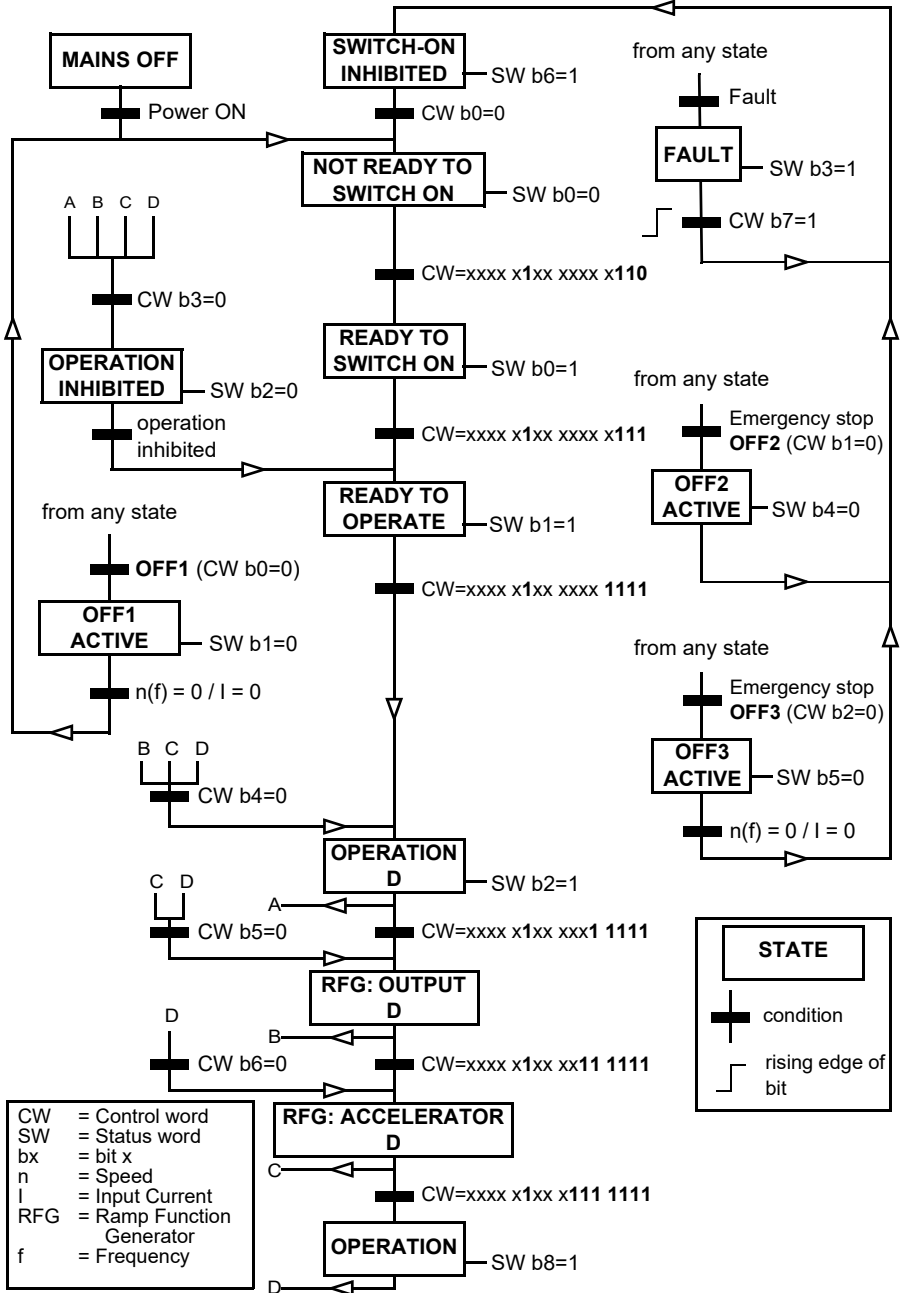 MAINS OFF
Power ON
SWITCH-ON
INHIBITED
SW b6=1
CW b0=0
from any state
Fault
FAULT
SW b3=1
CW b7=1
NOT READY TO
SWITCH ON
SW b0=0
A B C D
CW b3=0
CW=xxxx x1xx xxxx x110
OPERATION
INHIBITED
SW b2=0
operation
inhibited
READY TO
SWITCH ON
SW b0=1
CW=xxxx x1xx xxxx x111
from any state
Emergency stop
OFF2 (CW b1=0)
OFF2
ACTIVE
SW b4=0
READY TO
OPERATE
SW b1=1
from any state
OFF1 (CW b0=0)
OFF1
ACTIVE
SW b1=0
n(f) = 0 / I = 0
CW=xxxx x1xx xxxx 1111
from any state
Emergency stop
OFF3 (CW b2=0)
OFF3
ACTIVE
SW b5=0
n(f) = 0 / I = 0
B C D
CW b4=0
OPERATION
D
SW b2=1
A
C D
CW b5=0
CW=xxxx x1xx xxx1 1111
RFG: OUTPUT
D
B
D
CW b6=0
CW=xxxx x1xx xx11 1111
RFG: ACCELERATOR
D
C
CW=xxxx x1xx x111 1111
OPERATION
SW b8=1
D
STATE
condition
rising edge of
bit
CW = Control word
SW = Status word
bx = bit x
n = Speed
I = Input Current
RFG = Ramp Function
Generator
f = Frequency